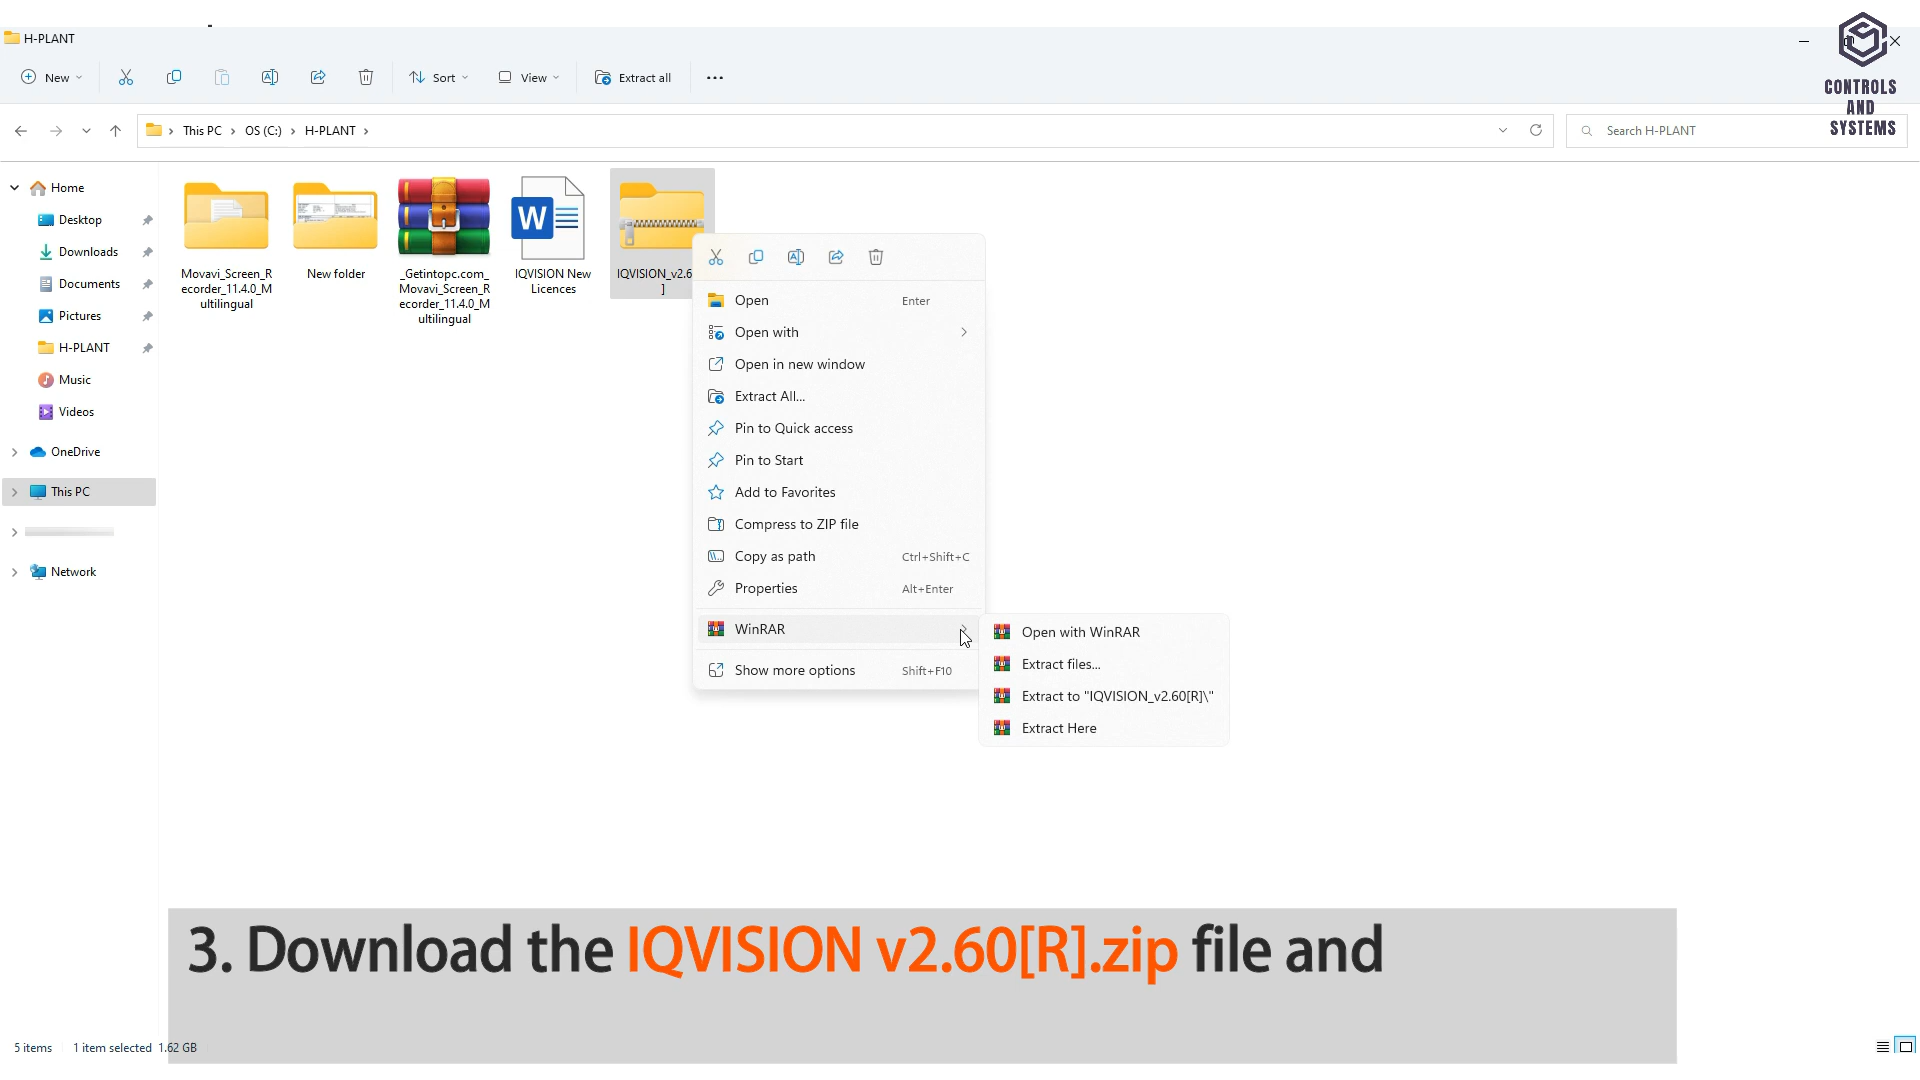 H-PLANT
New
Sort
View
Extract all
CONTROLS
AND
SYSTEMS
This PC
OS (C:)
H-PLANT
Search H-PLANT
Home
Desktop
Downloads
Documents
Pictures
H-PLANT
Music
Videos
OneDrive
This PC
Network
Movavi_Screen_R
ecorder_11.4.0_M
ultilingual
New folder
_Getintopc.com_
Movavi_Screen_R
ecorder_11.4.0_M
ultilingual
IQVISION New
Licences
IQVISION_v2.6
]
Open Enter
Open with
Open in new window
Extract All...
Pin to Quick access
Pin to Start
Add to Favorites
Compress to ZIP file
Copy as path Ctrl+Shift+C
Properties Alt+Enter
WinRAR
Show more options Shift+F10
Open with WinRAR
Extract files...
Extract to "IQVISION_v2.60[R]\"
Extract Here
3. Download the IQVISION v2.60[R].zip file and
5 items 1 item selected 1.62 GB